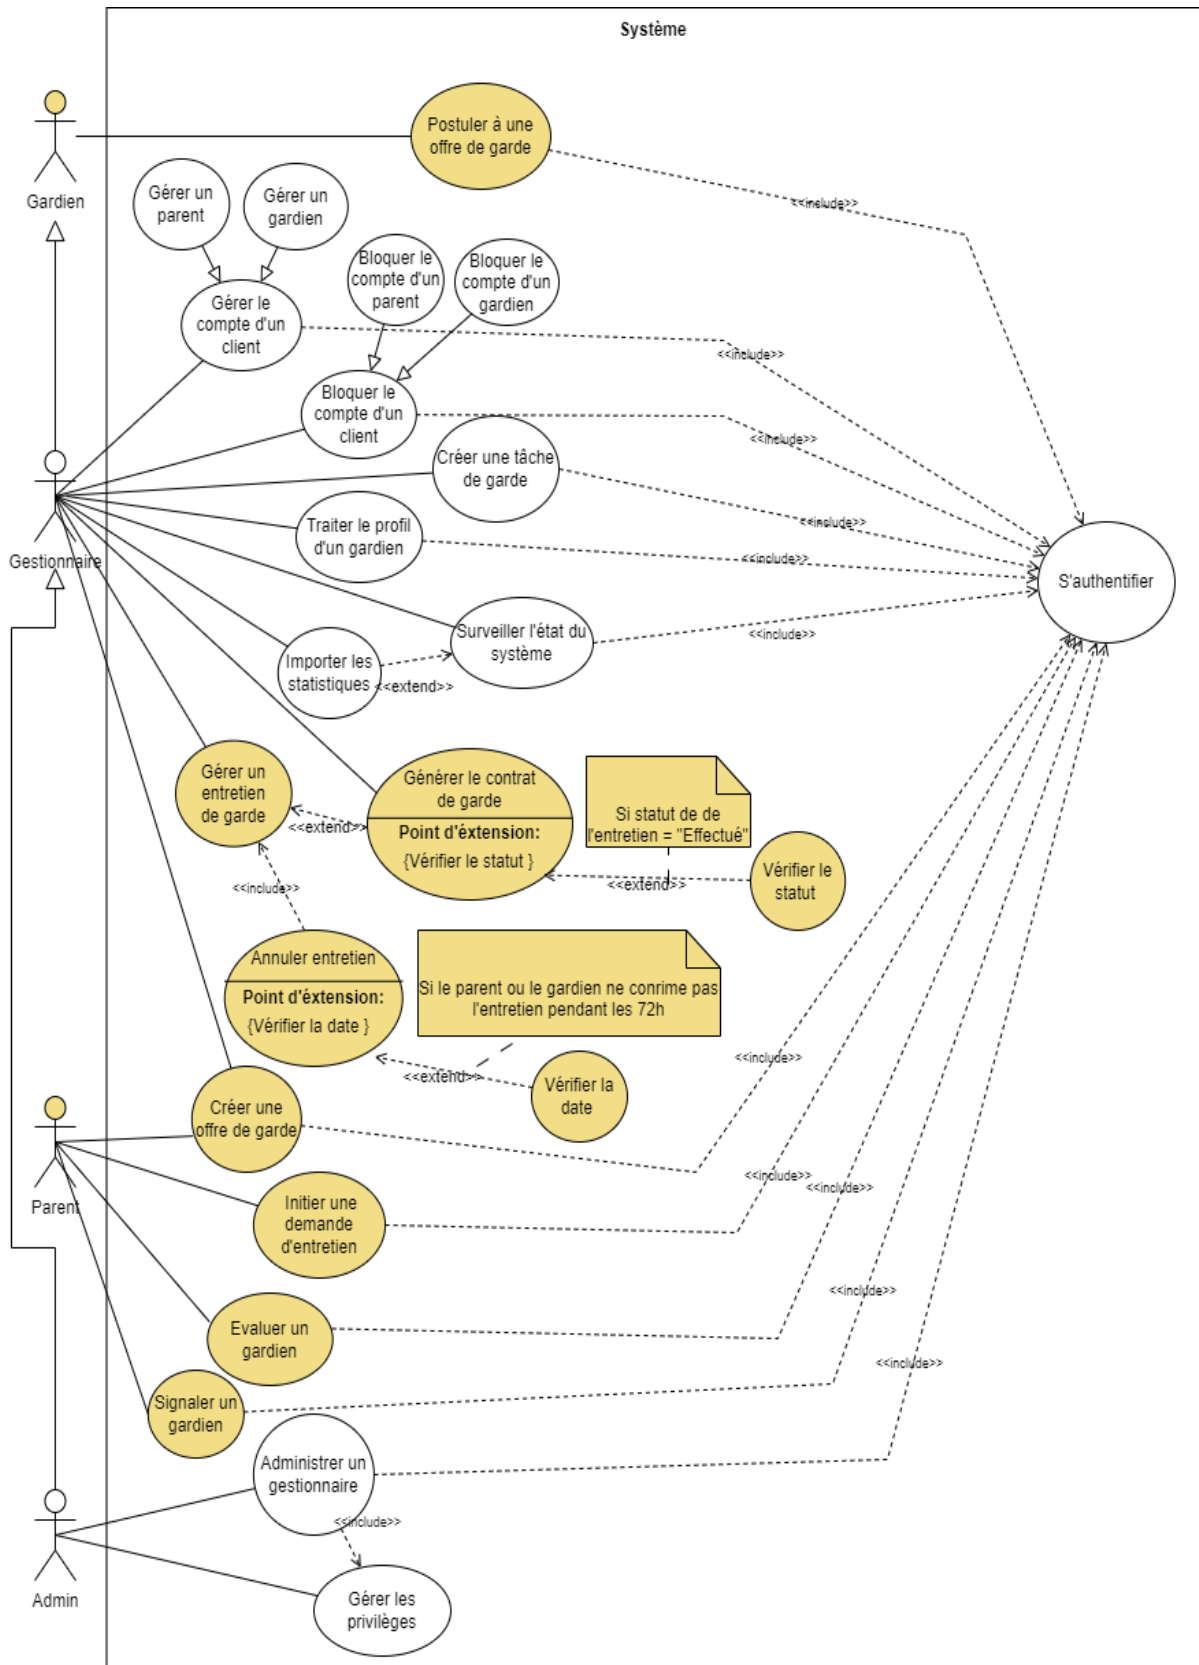 Système
Postuler à une
offre de garde
Gardien
<<include>>
Gérer un
parent
Gérer un
gardien
Bloquer le
compte d'un
parent
Bloquer le
compte d'un
gardien
Gérer le
compte d'un
client
<<include>>
Bloquer le
compte d'un
client
<<include>>
Créer une tâche
de garde
<<include>>
Traiter le profil
d'un gardien
<<include>>
Gestionnaire
S'authentifier
Surveiller l'état du
système
<<include>>
Importer les
statistiques
<<extend>>
Gérer un
entretien
de garde
<<extend>>
Générer le contrat
de garde
Point d'éxtension:
{Vérifier le statut }
Si statut de de
l'entretien = "Effectué"
<<extend>>
Vérifier le
statut
<<include>>
Annuler entretien
Point d'éxtension:
{Vérifier la date }
Si le parent ou le gardien ne conrime pas
l'entretien pendant les 72h
<<extend>>
Vérifier la
date
<<include>>
Créer une
offre de garde
Parent
Initier une
demande
d'entretien
<<include>>
<<include>>
Evaluer un
gardien
<<include>>
Signaler un
gardien
<<include>>
Administrer un
gestionnaire
<<include>>
Admin
Gérer les
privilèges